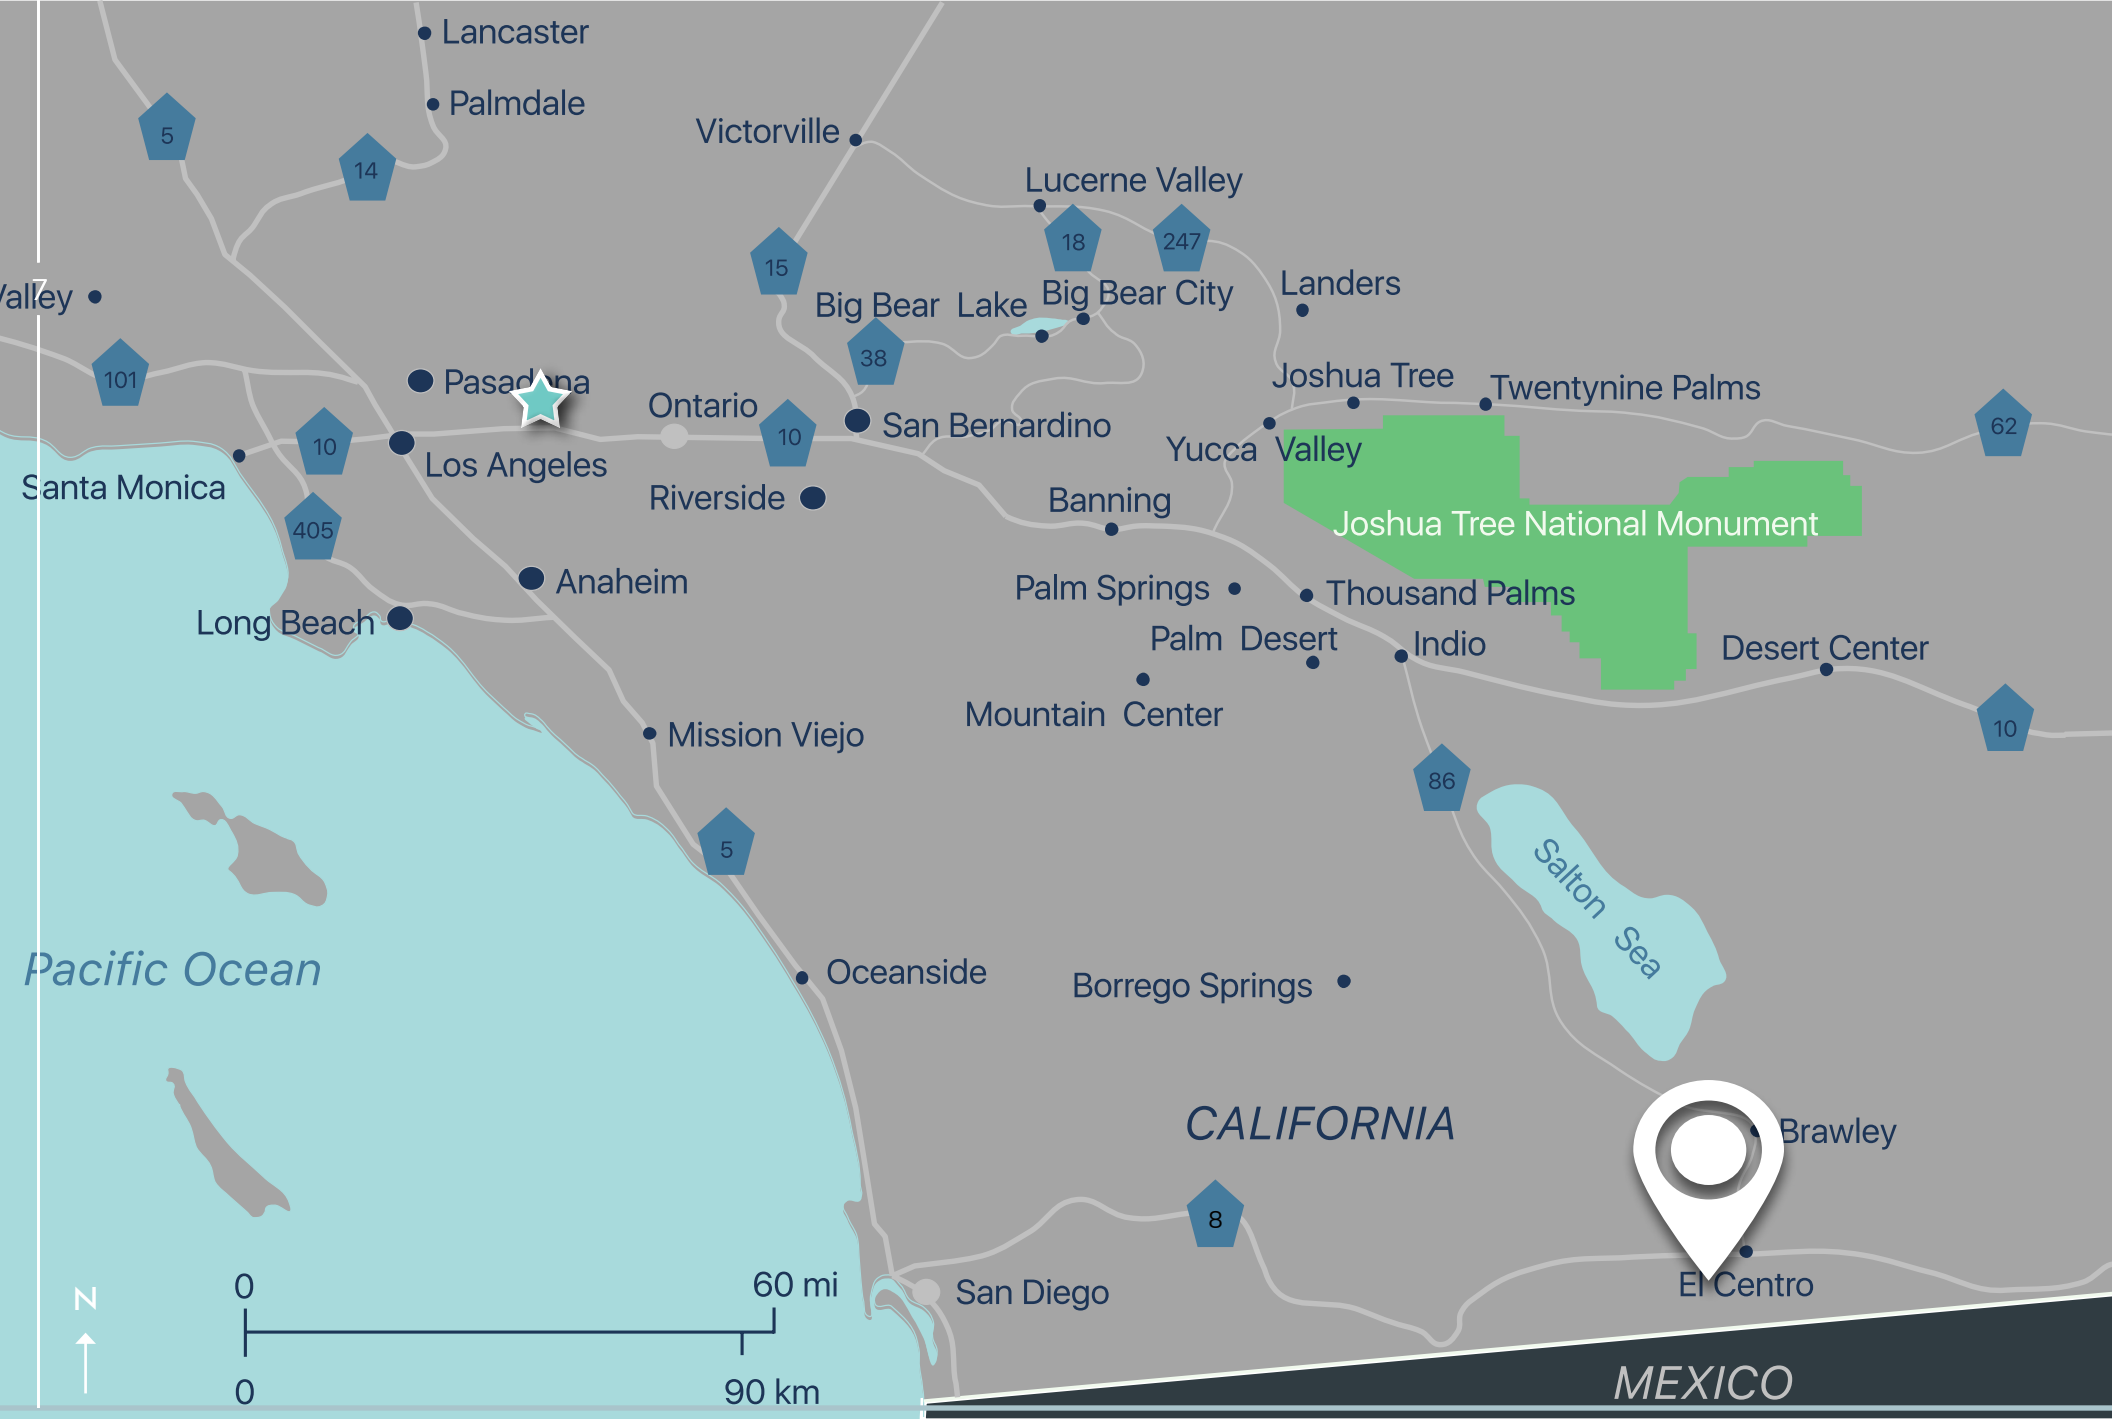 Lancaster
Palmdale
5
14
Victorville
Lucerne Valley
18
247
15
Valley
7
Big Bear Lake
Big Bear City
Landers
38
101
Pasadena
Ontario
Joshua Tree
Twentynine Palms
10
10
San Bernardino
62
Los Angeles
Yucca Valley
Santa Monica
Riverside
Banning
405
Joshua Tree National Monument
Anaheim
Palm Springs
Thousand Palms
Long Beach
Palm Desert
Indio
Desert Center
Mountain Center
10
Mission Viejo
86
5
Salton Sea
Pacific Ocean
Oceanside
Borrego Springs
CALIFORNIA
Brawley
8
0
60 mi
El Centro
San Diego
N
0
90 km
MEXICO